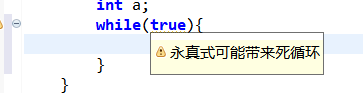 int a;
while(true){
永真式可能带来死循环
}
}